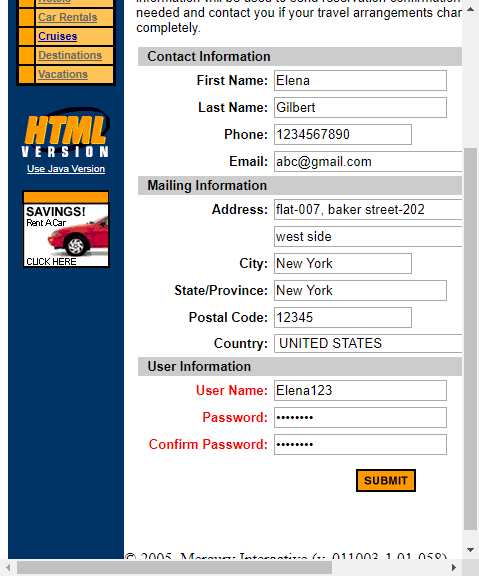 information will be used to send reservation confirmation
Hotels
needed and contact you if your travel arrangements
Car Rentals
completely.
Cruises
Destinations
Vacations
Contact Information
First Name: Elena
Last Name: Gilbert
Phone: 1234567890
Email: abc@gmail.com
HTML
VERSION
Use Java Version
Mailing Information
SAVINGS!
Rent A Car
CLICK HERE
Address: flat-007, baker street-202
west side
City: New York
State/Province: New York
Postal Code: 12345
Country: UNITED STATES
User Information
User Name: Elena123
Password: ••••••••
Confirm Password: ••••••••
SUBMIT
© 2005, Mercury Interactive (v. 011003-1.01-058)